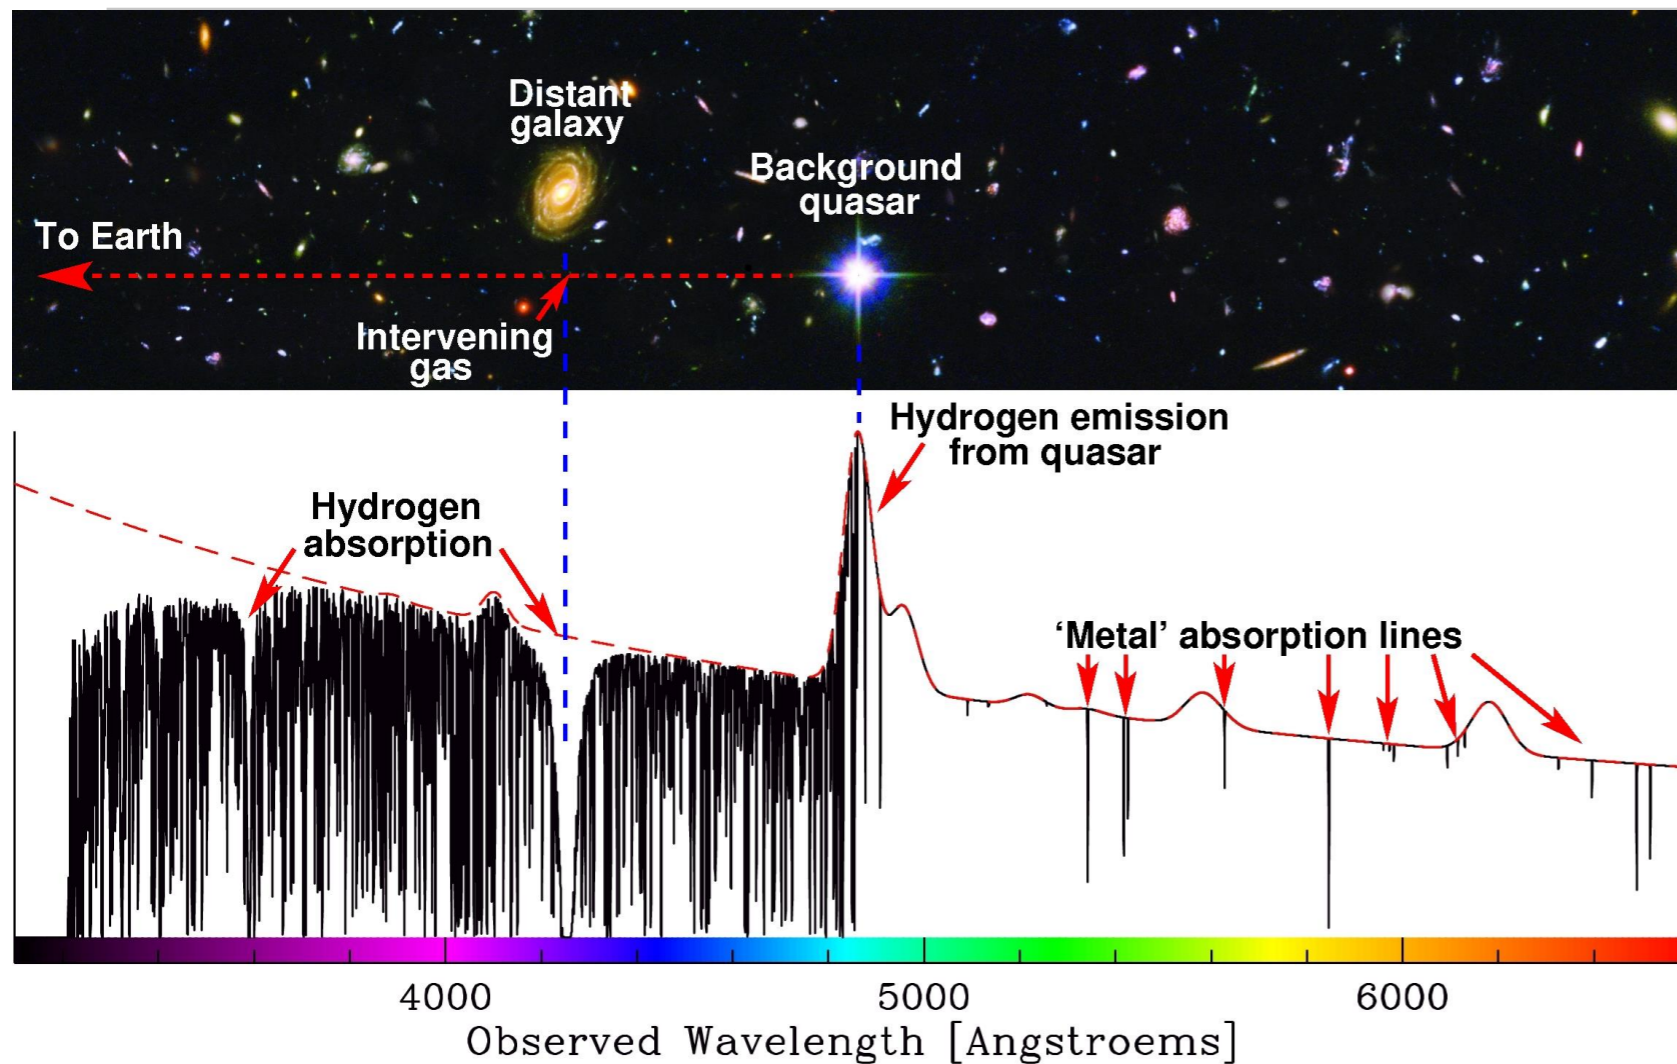 Distant
galaxy
Background
quasar
To Earth
Intervening
gas
Hydrogen emission
from quasar
Hydrogen
absorption
‘Metal’ absorption lines
4000 5000 6000
Observed Wavelength [Angstroems]